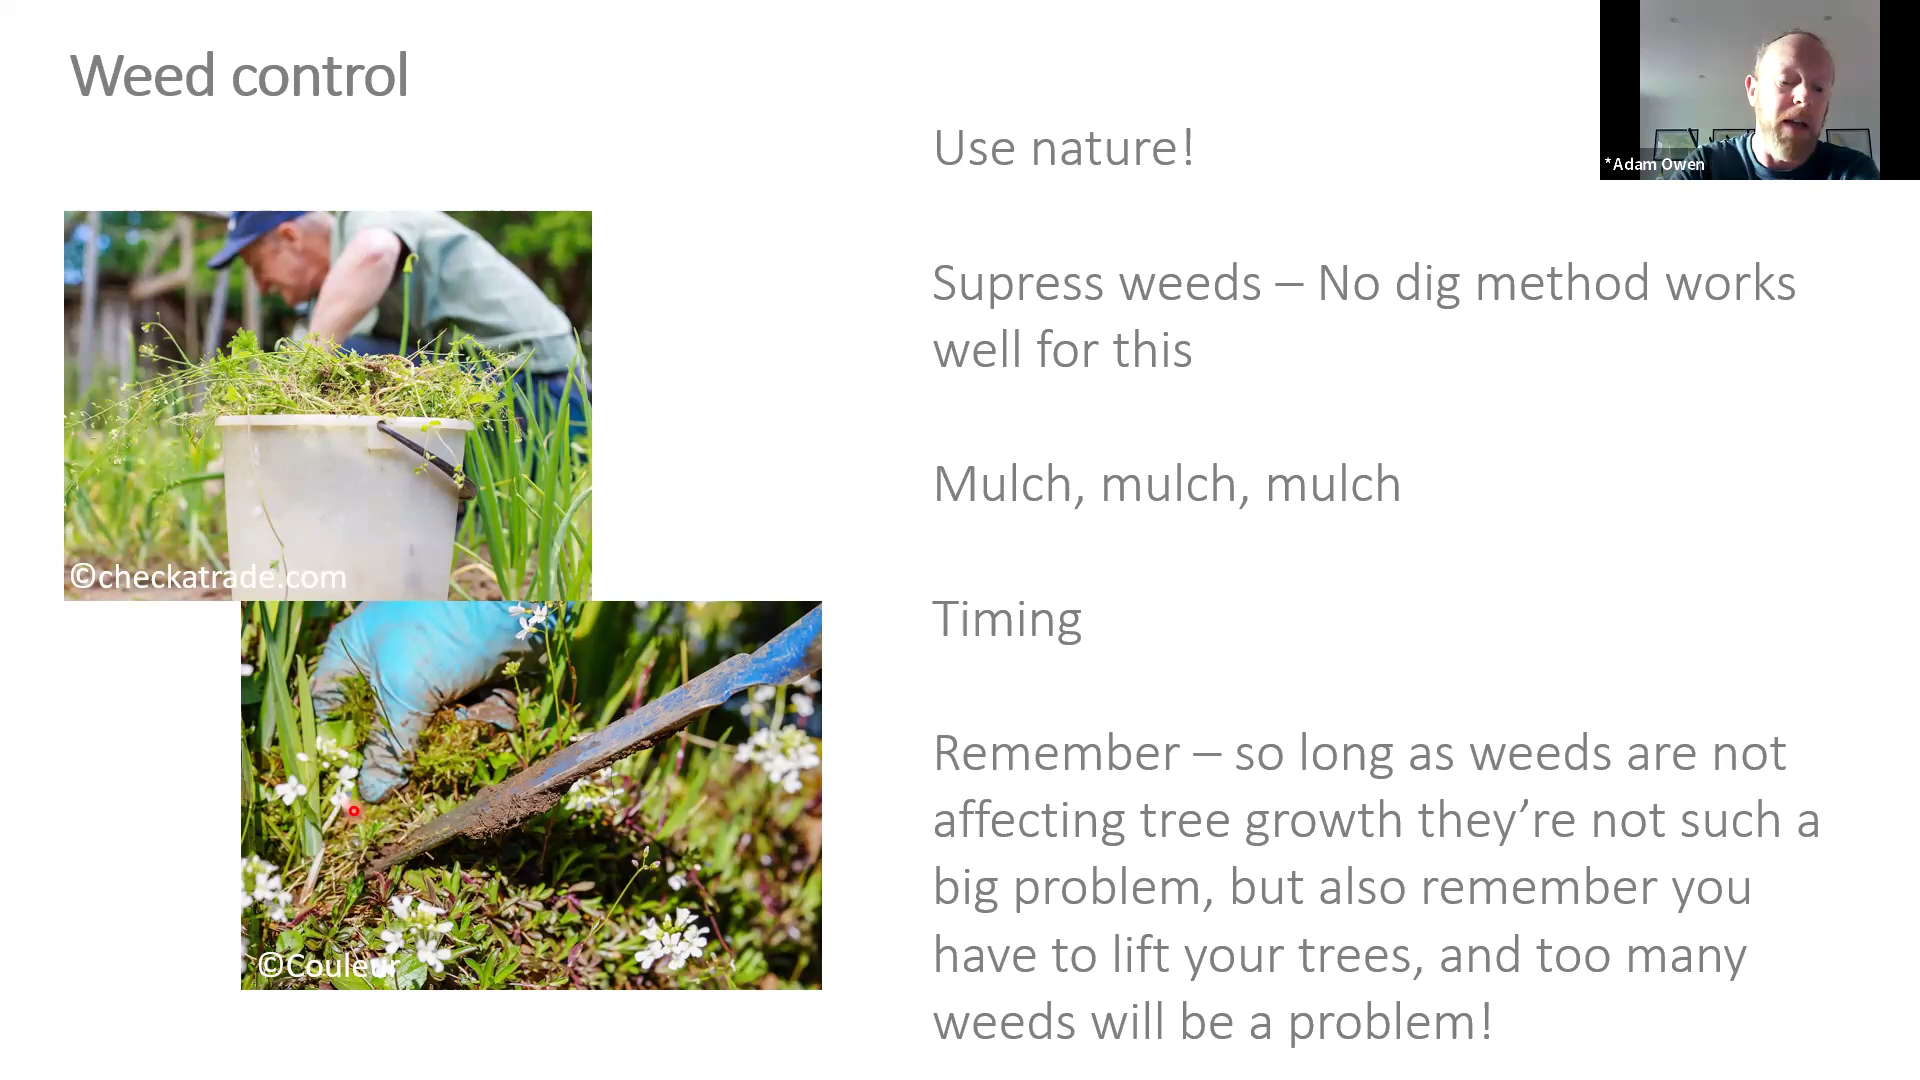 Weed control
*Adam Owen
Use nature!
Supress weeds – No dig method works
well for this
Mulch, mulch, mulch
Timing
Remember – so long as weeds are not
affecting tree growth they’re not such a
big problem, but also remember you
have to lift your trees, and too many
weeds will be a problem!
©checkatrade.com
©Couleur